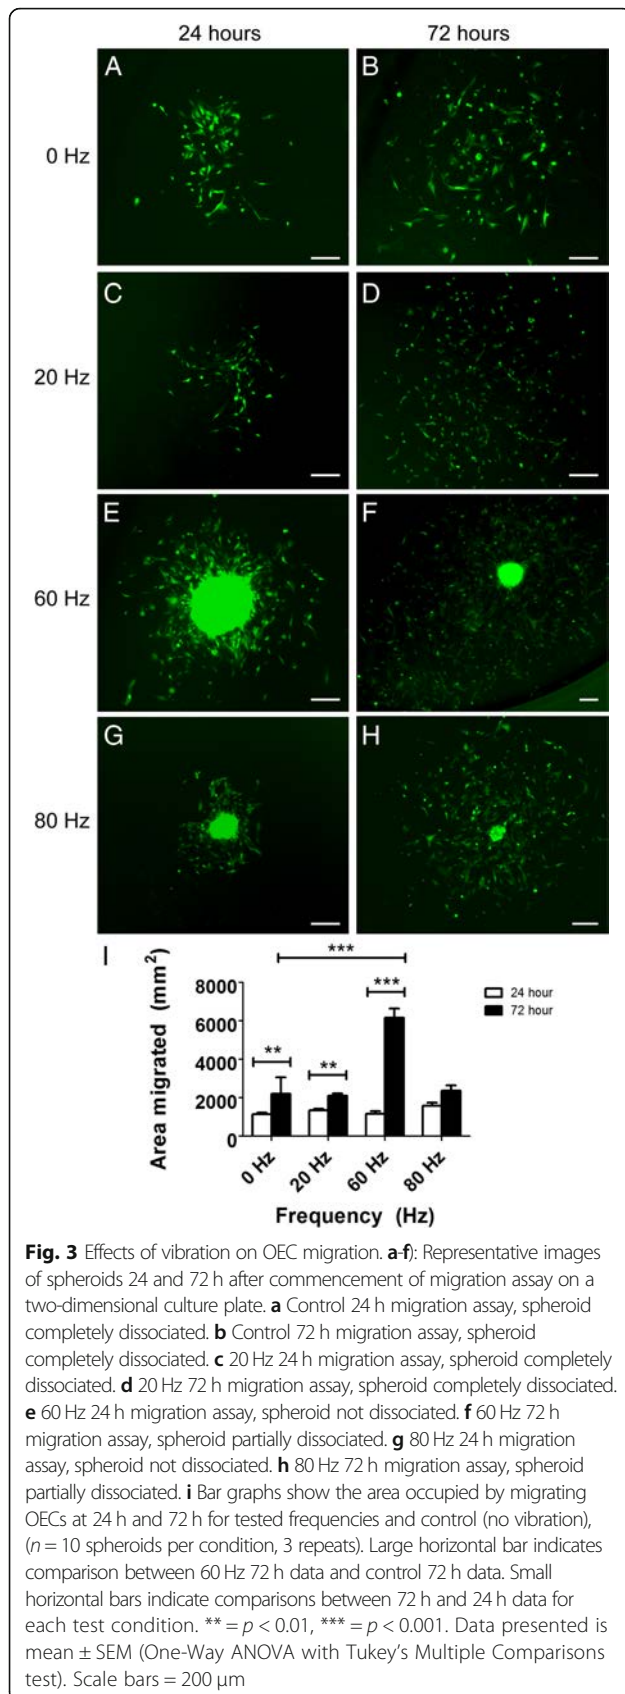 24 hours 72 hours
A B
0 Hz
C D
20 Hz
E F
60 Hz
G H
80 Hz
I
***
Area migrated (mm²)
8000
6000
4000
2000
0
** ** ***
24 hour
72 hour
0 Hz 20 Hz 60 Hz 80 Hz
Frequency (Hz)
Fig. 3 Effects of vibration on OEC migration. a-f): Representative images
of spheroids 24 and 72 h after commencement of migration assay on a
two-dimensional culture plate. a Control 24 h migration assay, spheroid
completely dissociated. b Control 72 h migration assay, spheroid
completely dissociated. c 20 Hz 24 h migration assay, spheroid completely
dissociated. d 20 Hz 72 h migration assay, spheroid completely dissociated.
e 60 Hz 24 h migration assay, spheroid not dissociated. f 60 Hz 72 h
migration assay, spheroid partially dissociated. g 80 Hz 24 h migration
assay, spheroid not dissociated. h 80 Hz 72 h migration assay, spheroid
partially dissociated. i Bar graphs show the area occupied by migrating
OECs at 24 h and 72 h for tested frequencies and control (no vibration),
(n = 10 spheroids per condition, 3 repeats). Large horizontal bar indicates
comparison between 60 Hz 72 h data and control 72 h data. Small
horizontal bars indicate comparisons between 72 h and 24 h data for
each test condition. ** = p < 0.01, *** = p < 0.001. Data presented is
mean ± SEM (One-Way ANOVA with Tukey's Multiple Comparisons
test). Scale bars = 200 μm